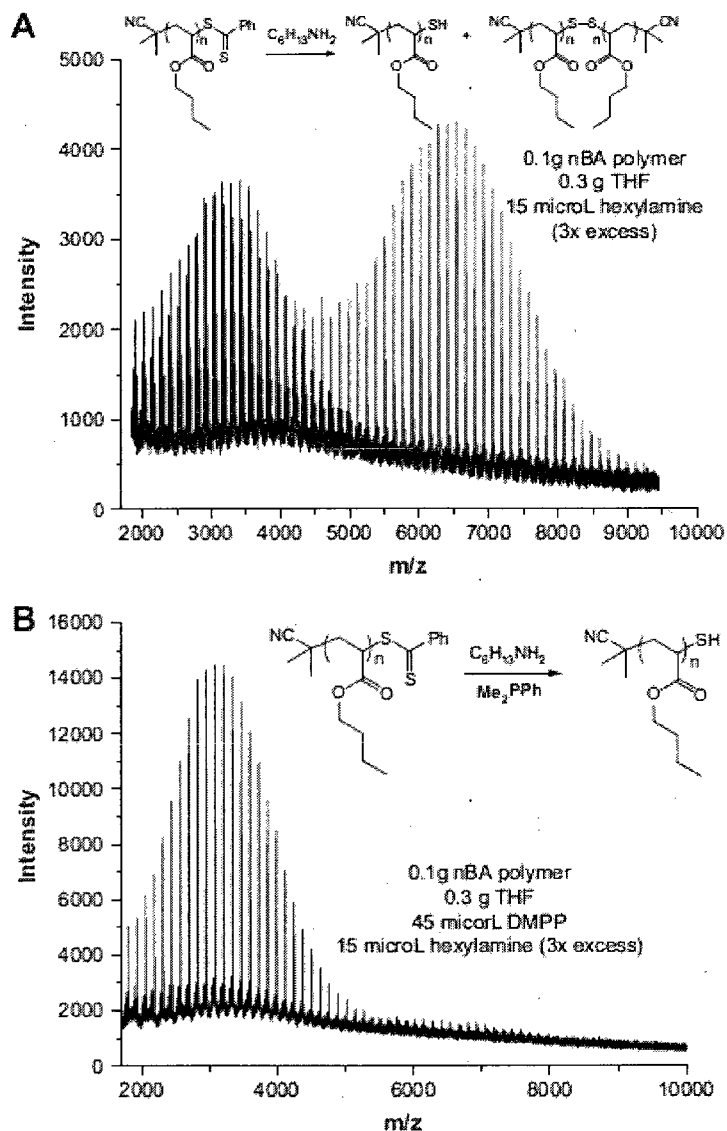 A
NC
n
S
Ph
S
O
O
C₆H₁₃NH₂
NC
n
SH
O
O
+
NC
n
S–S
n
CN
O
O
O
O
0.1g nBA polymer
0.3 g THF
15 microL hexylamine
(3x excess)
Intensity
5000
4000
3000
2000
1000
0
2000 3000 4000 5000 6000 7000 8000 9000 10000
m/z
B
NC
n
S
Ph
S
O
O
C₆H₁₃NH₂
Me₂PPh
NC
n
SH
O
O
0.1g nBA polymer
0.3 g THF
45 micorL DMPP
15 microL hexylamine (3x excess)
Intensity
16000
14000
12000
10000
8000
6000
4000
2000
0
2000 4000 6000 8000 10000
m/z